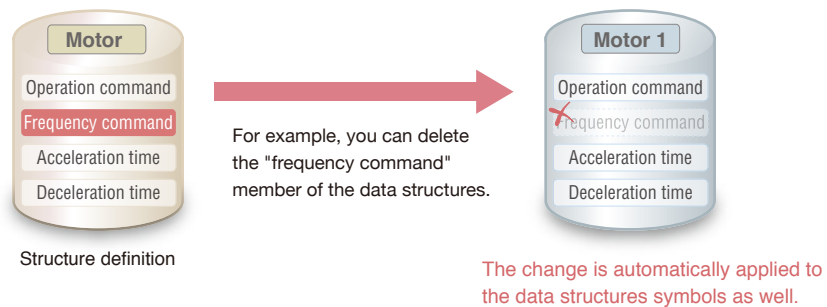 Motor
Operation command
Frequency command
Acceleration time
Deceleration time
Structure definition
For example, you can delete
the "frequency command"
member of the data structures.
Motor 1
Operation command
Frequency command
Acceleration time
Deceleration time
The change is automatically applied to
the data structures symbols as well.